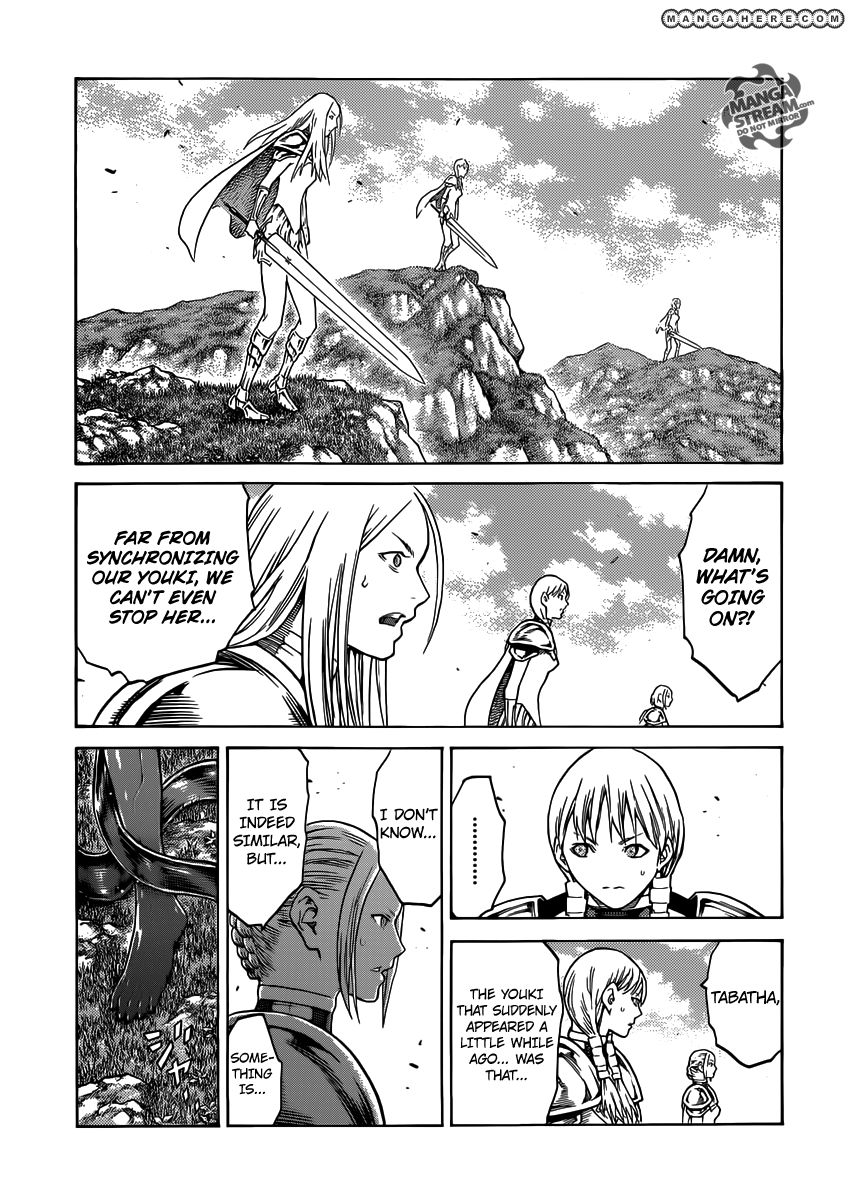 MANGAHERE.COM
MANGA
STREAM.com
DO NOT MIRROR
DAMN,
WHAT'S
GOING
ON?!
FAR FROM
SYNCHRONIZING
OUR YOUKI, WE
CAN'T EVEN
STOP HER...
.........
TABATHA,
THE YOUKI
THAT SUDDENLY
APPEARED A
LITTLE WHILE
AGO... WAS
THAT...
I DON'T
KNOW...
IT IS
INDEED
SIMILAR,
BUT...
SOME-
THING
IS...
ジャ